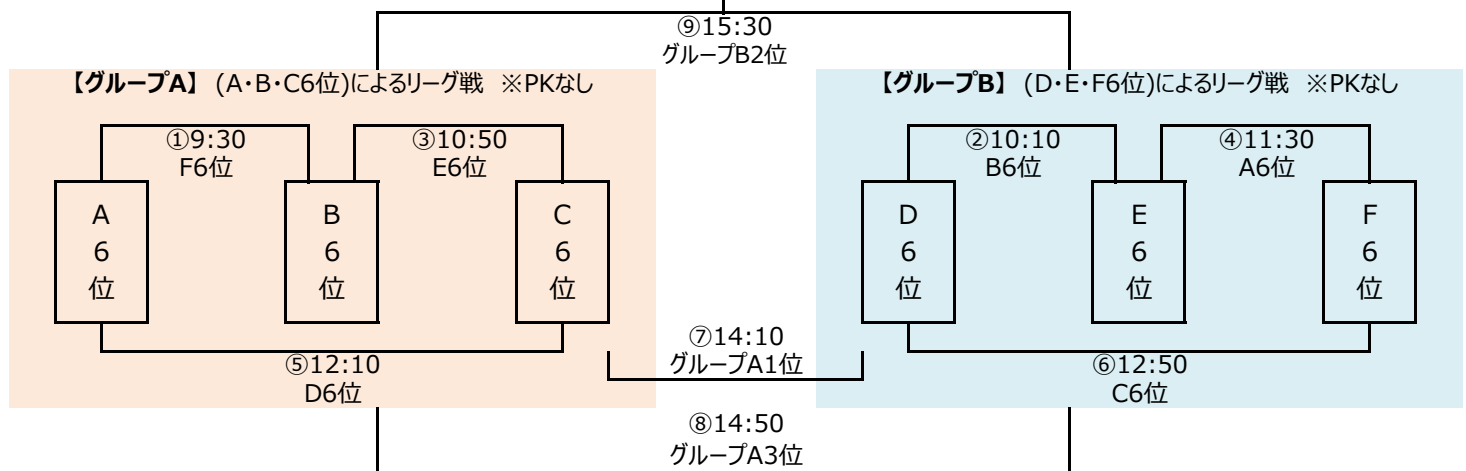 ⑨15:30
グループB2位
【グループA】 (A・B・C6位)によるリーグ戦 ※PKなし
【グループB】 (D・E・F6位)によるリーグ戦 ※PKなし
①9:30
F6位
③10:50
E6位
②10:10
B6位
④11:30
A6位
A
6
位
B
6
位
C
6
位
D
6
位
E
6
位
F
6
位
⑤12:10
D6位
⑦14:10
グループA1位
⑥12:50
C6位
⑧14:50
グループA3位